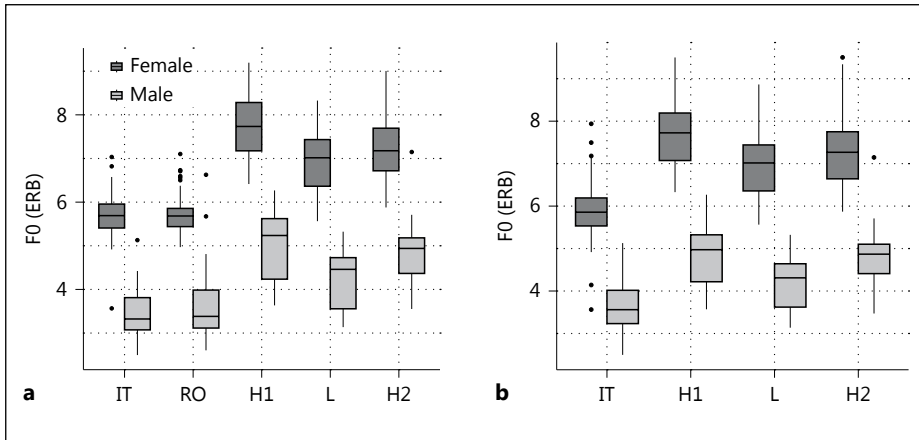 Female
Male
F0 (ERB)
8
6
4
a
IT RO H1 L H2
F0 (ERB)
8
6
4
b
IT H1 L H2